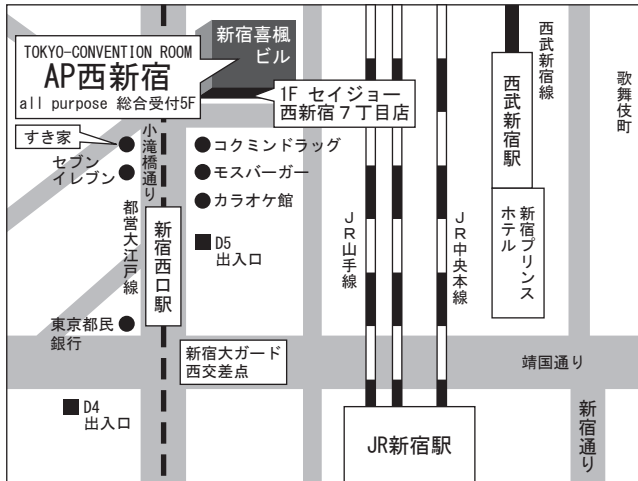 TOKYO-CONVENTION ROOM
AP西新宿
all purpose 総合受付5F
新宿喜楓
ビル
1F セイジョー
西新宿７丁目店
すき家
セブン
イレブン
小滝橋通り
コクミンドラッグ
モスバーガー
カラオケ館
D5
出入口
都営大江戸線
新宿西口駅
東京都民
銀行
新宿大ガード
西交差点
D4
出入口
JR山手線
JR中央本線
JR新宿駅
西武新宿線
西武新宿駅
新宿プリンス
ホテル
歌舞伎町
靖国通り
新宿通り